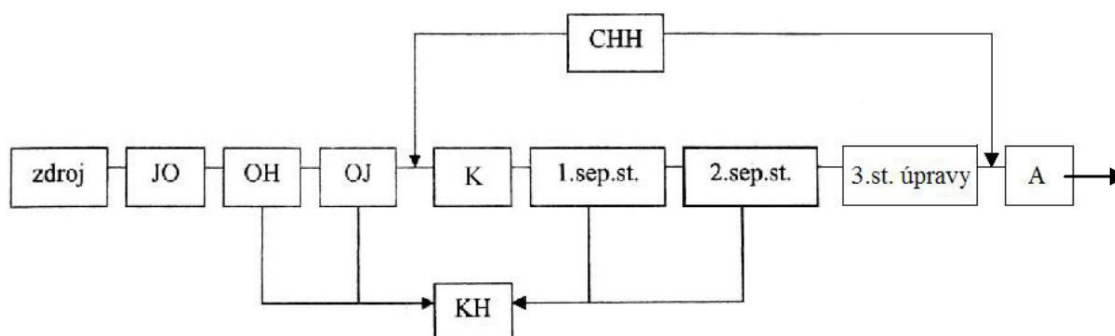 CHH
zdroj
JO
OH
OJ
K
1.sep.st.
2.sep.st.
3.st. úpravy
A
KH